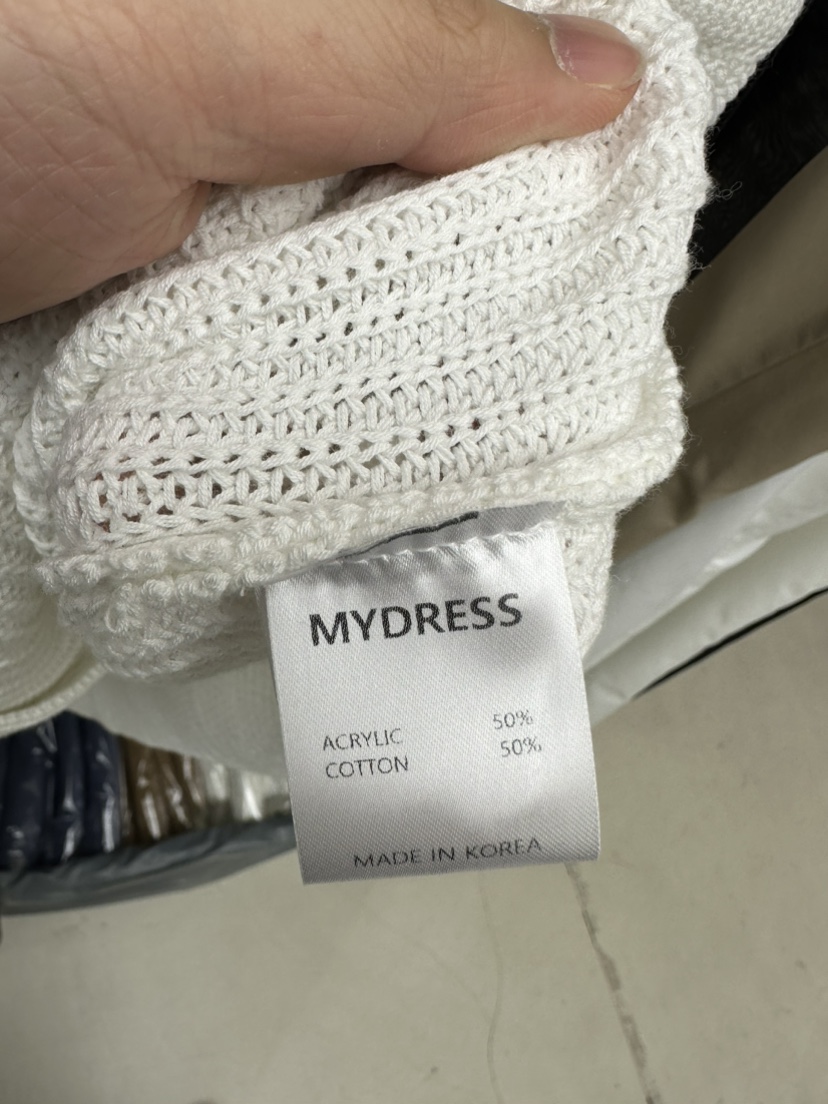 MYDRESS
ACRYLIC 50%
COTTON 50%
MADE IN KOREA